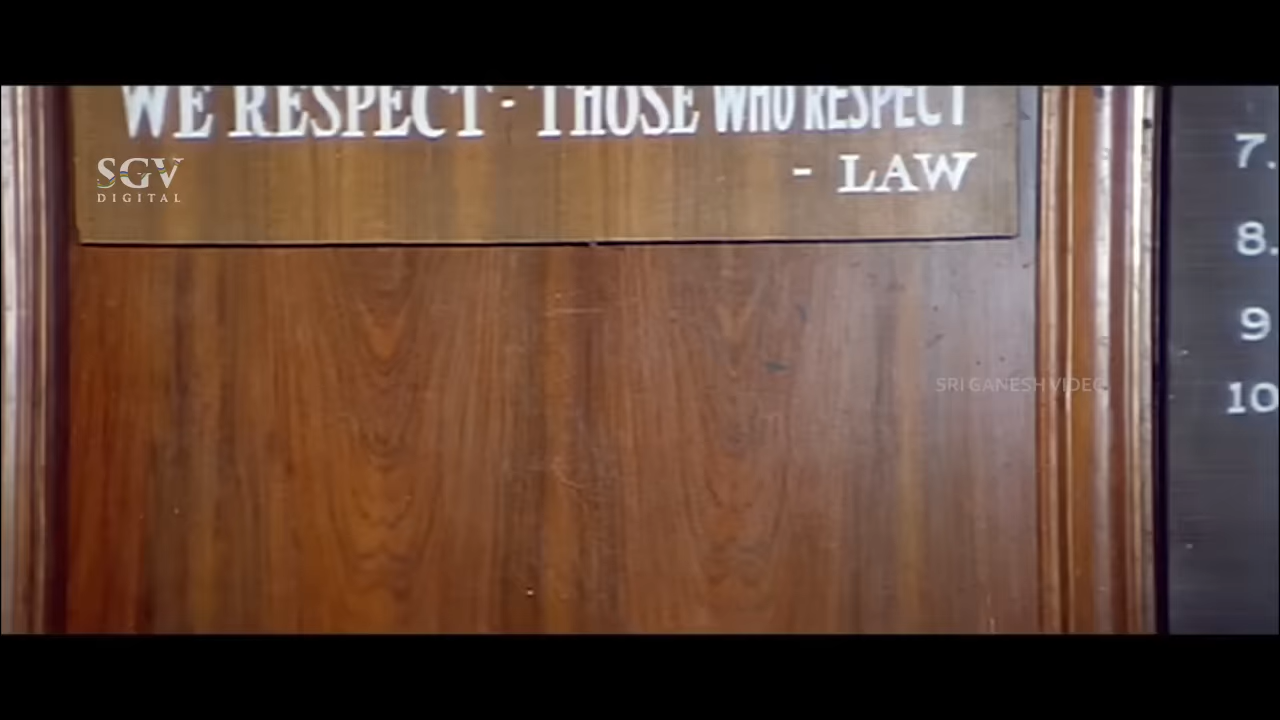 WE RESPECT - THOSE WHO RESPECT
- LAW
SGV
DIGITAL
7.
8.
9
10
SRI GANESH VIDEO